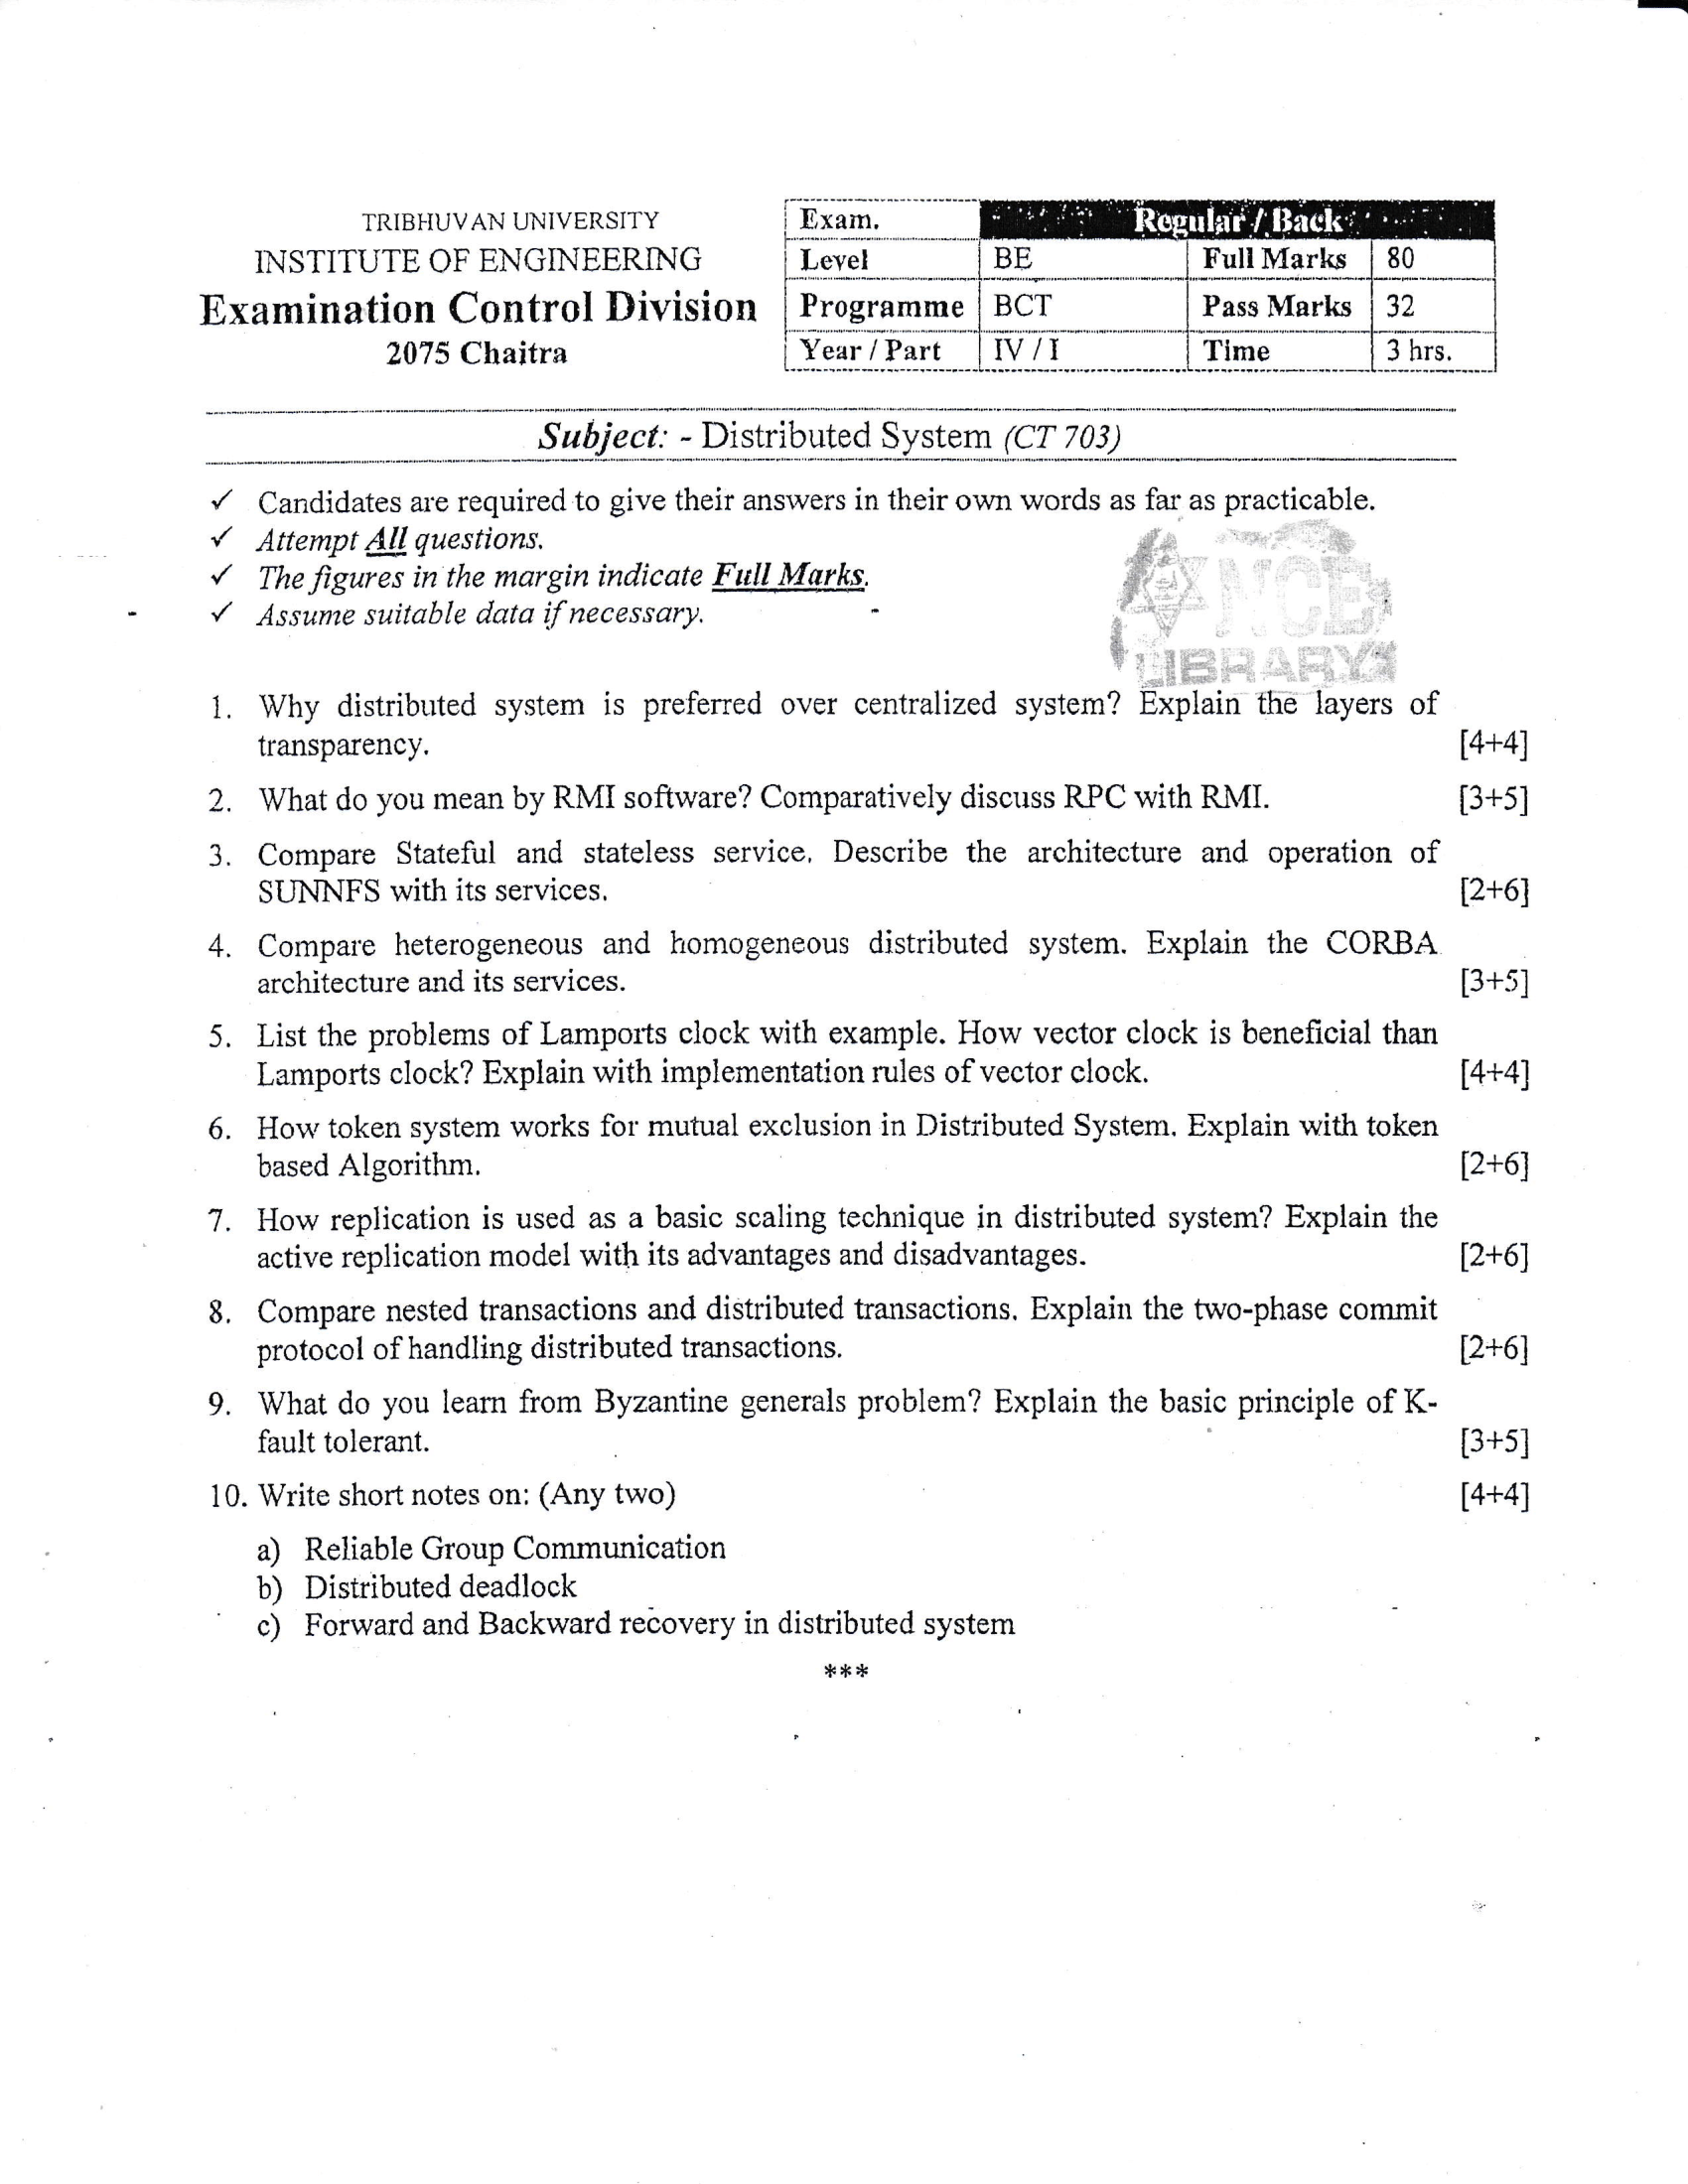 TRIBHUVAN UNIVERSITY
INSTITUTE OF ENGINEERING
Examination Control Division
2075 Chaitra
Exam. Regular / Back
Level BE Full Marks 80
Programme BCT Pass Marks 32
Year / Part IV / I Time 3 hrs.
Subject: - Distributed System (CT 703)
✓ Candidates are required to give their answers in their own words as far as practicable.
✓ Attempt All questions.
✓ The figures in the margin indicate Full Marks.
✓ Assume suitable data if necessary.
NCE
LIBRARY
1. Why distributed system is preferred over centralized system? Explain the layers of
transparency. [4+4]
2. What do you mean by RMI software? Comparatively discuss RPC with RMI. [3+5]
3. Compare Stateful and stateless service. Describe the architecture and operation of
SUNNFS with its services. [2+6]
4. Compare heterogeneous and homogeneous distributed system. Explain the CORBA
architecture and its services. [3+5]
5. List the problems of Lamports clock with example. How vector clock is beneficial than
Lamports clock? Explain with implementation rules of vector clock. [4+4]
6. How token system works for mutual exclusion in Distributed System. Explain with token
based Algorithm. [2+6]
7. How replication is used as a basic scaling technique in distributed system? Explain the
active replication model with its advantages and disadvantages. [2+6]
8. Compare nested transactions and distributed transactions. Explain the two-phase commit
protocol of handling distributed transactions. [2+6]
9. What do you learn from Byzantine generals problem? Explain the basic principle of K-
fault tolerant. [3+5]
10. Write short notes on: (Any two) [4+4]
a) Reliable Group Communication
b) Distributed deadlock
c) Forward and Backward recovery in distributed system
***